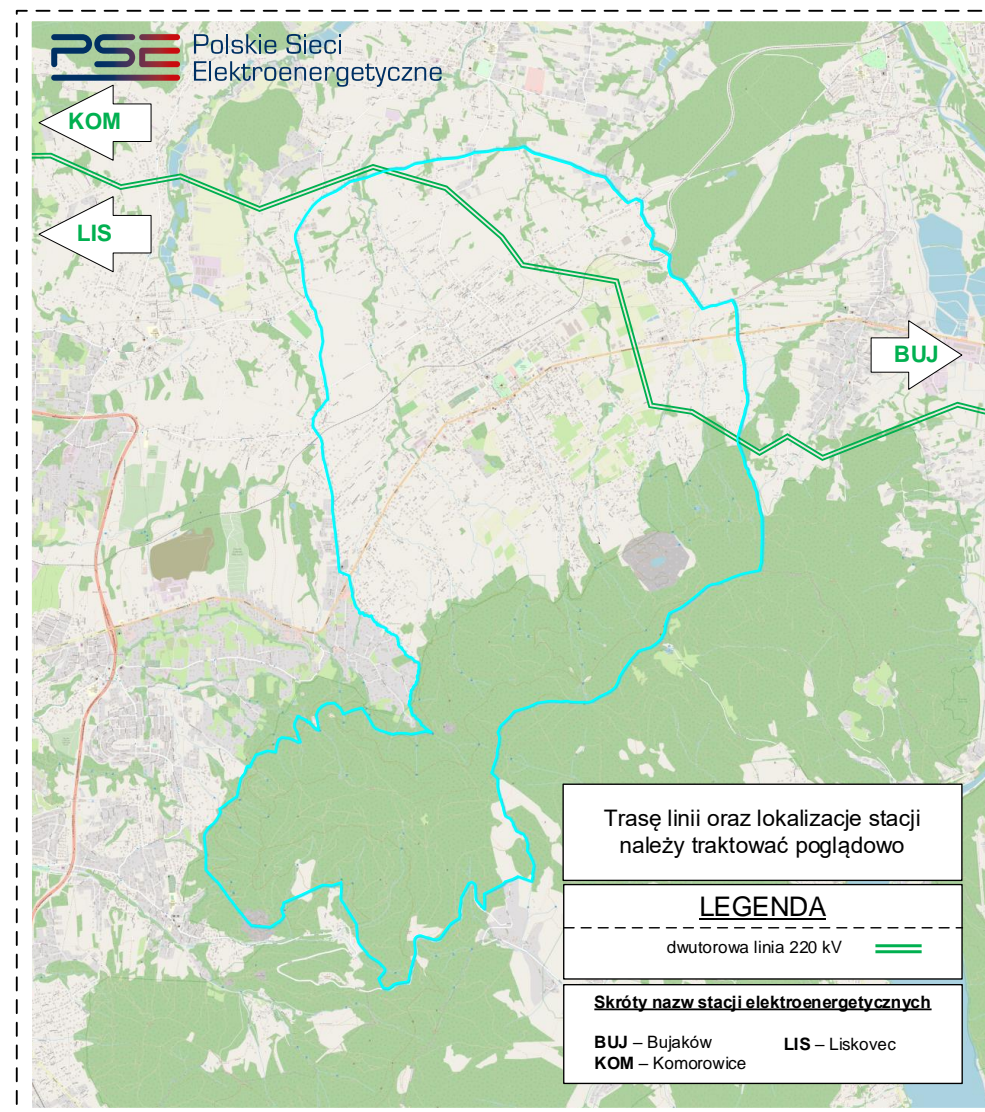 PSE Polskie Sieci
Elektroenergetyczne
KOM
LIS
BUJ
Trasę linii oraz lokalizacje stacji
należy traktować poglądowo
LEGENDA
dwutorowa linia 220 kV
Skróty nazw stacji elektroenergetycznych
BUJ – Bujaków
LIS – Liskovec
KOM – Komorowice